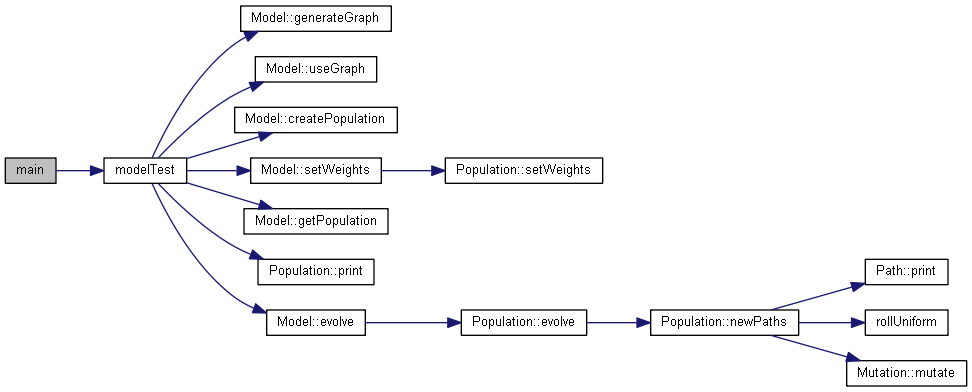 main
modelTest
Model::generateGraph
Model::useGraph
Model::createPopulation
Model::setWeights
Population::setWeights
Model::getPopulation
Population::print
Model::evolve
Population::evolve
Population::newPaths
Path::print
rollUniform
Mutation::mutate